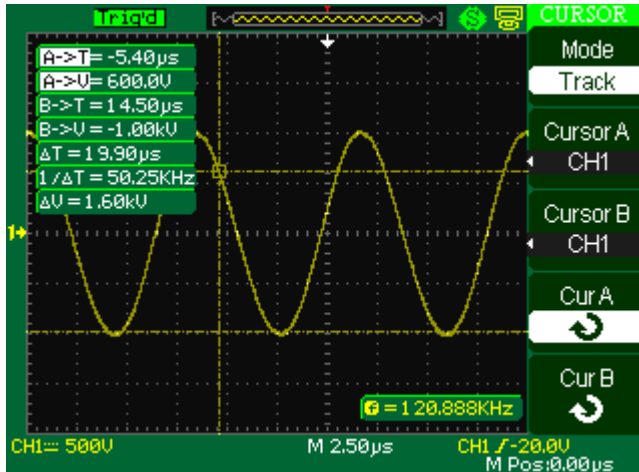 Trig'd
CURSOR
Mode
Track
Cursor A
CH1
Cursor B
CH1
Cur A
Cur B
A->T= -5.40µs
A->V= 600.0V
B->T= 14.50µs
B->V= -1.00kV
ΔT= 19.90µs
1/ΔT= 50.25KHz
ΔV= 1.60kV
1
f = 120.888KHz
CH1 500V
M 2.50µs
CH1 -20.0V
M Pos:0.00µs
S